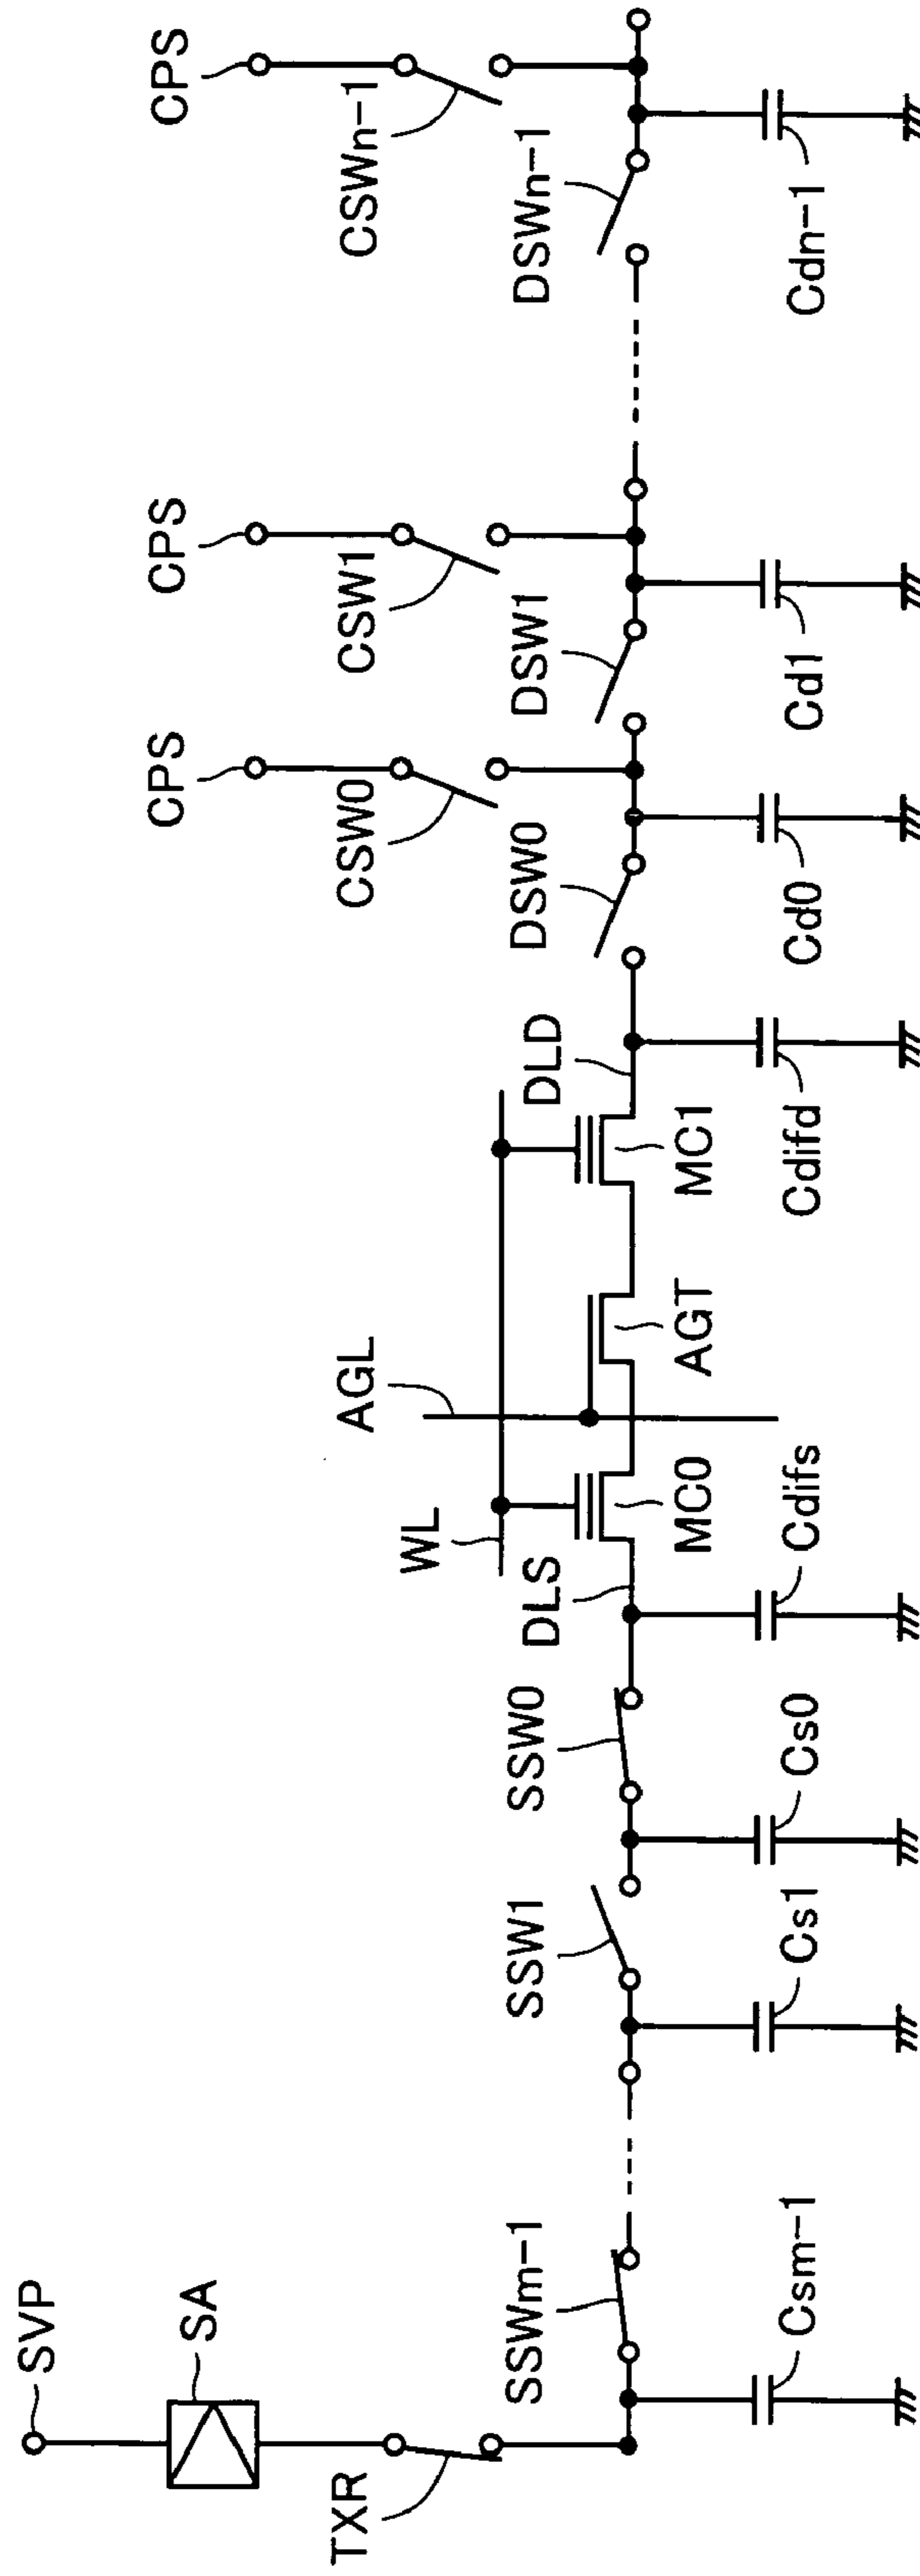 SVP
SA
TXR
SSWm-1
Csm-1
SSW1
Cs1
SSW0
Cs0
DLS
Cdifs
WL
MC0
AGL
AGT
MC1
DLD
Cdifd
DSW0
Cd0
CSW0
CPS
DSW1
Cd1
CSW1
CPS
DSWn-1
Cdn-1
CSWn-1
CPS